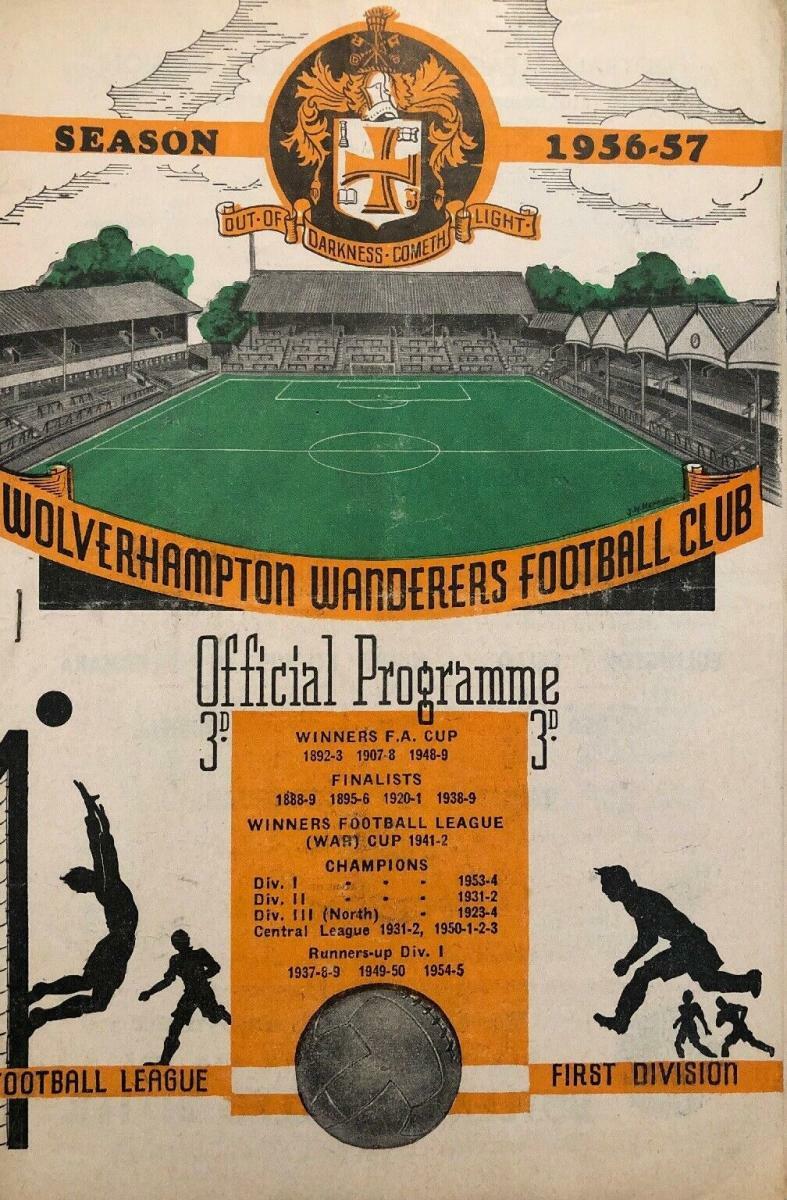 SEASON
1956-57
OUT·OF DARKNESS·COMETH LIGHT·
WOLVERHAMPTON WANDERERS FOOTBALL CLUB
Official Programme
3D. 3D.
WINNERS F.A. CUP
1892-3 1907-8 1948-9
FINALISTS
1888-9 1895-6 1920-1 1938-9
WINNERS FOOTBALL LEAGUE
(WAR) CUP 1941-2
CHAMPIONS
Div. I - - - 1953-4
Div. II - - - 1931-2
Div. III (North) - 1923-4
Central League 1931-2, 1950-1-2-3
Runners-up Div. I
1937-8-9 1949-50 1954-5
OOTBALL LEAGUE
FIRST DIVISION